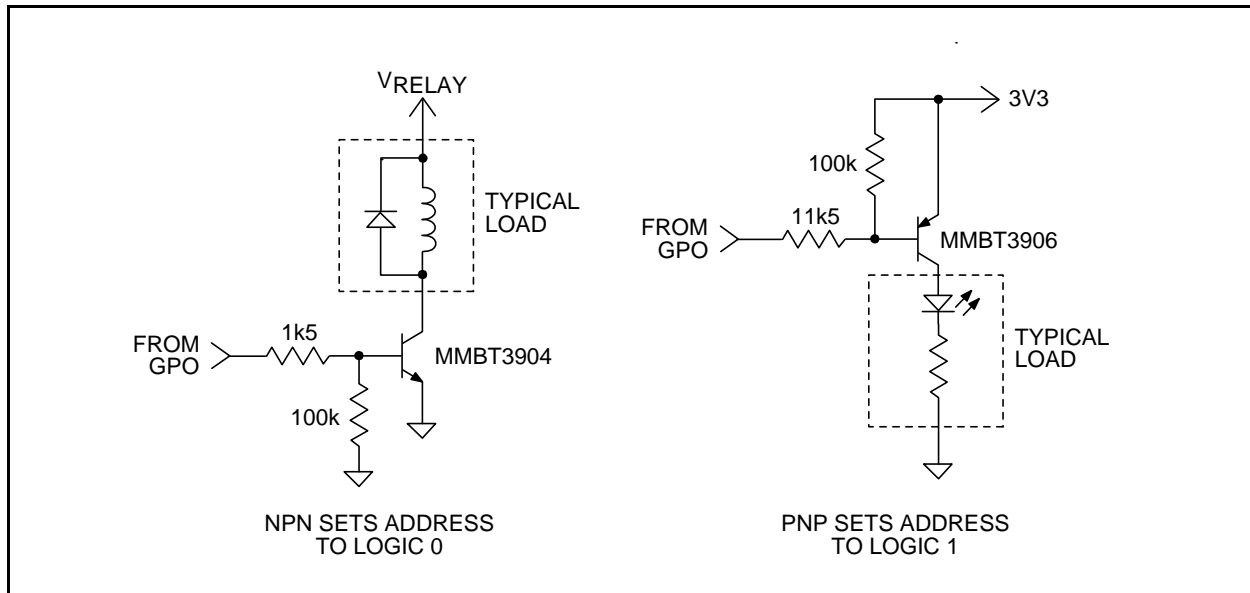 VRELAY
TYPICAL
LOAD
1k5
FROM
GPO
MMBT3904
100k
NPN SETS ADDRESS
TO LOGIC 0
3V3
100k
11k5
FROM
GPO
MMBT3906
TYPICAL
LOAD
PNP SETS ADDRESS
TO LOGIC 1